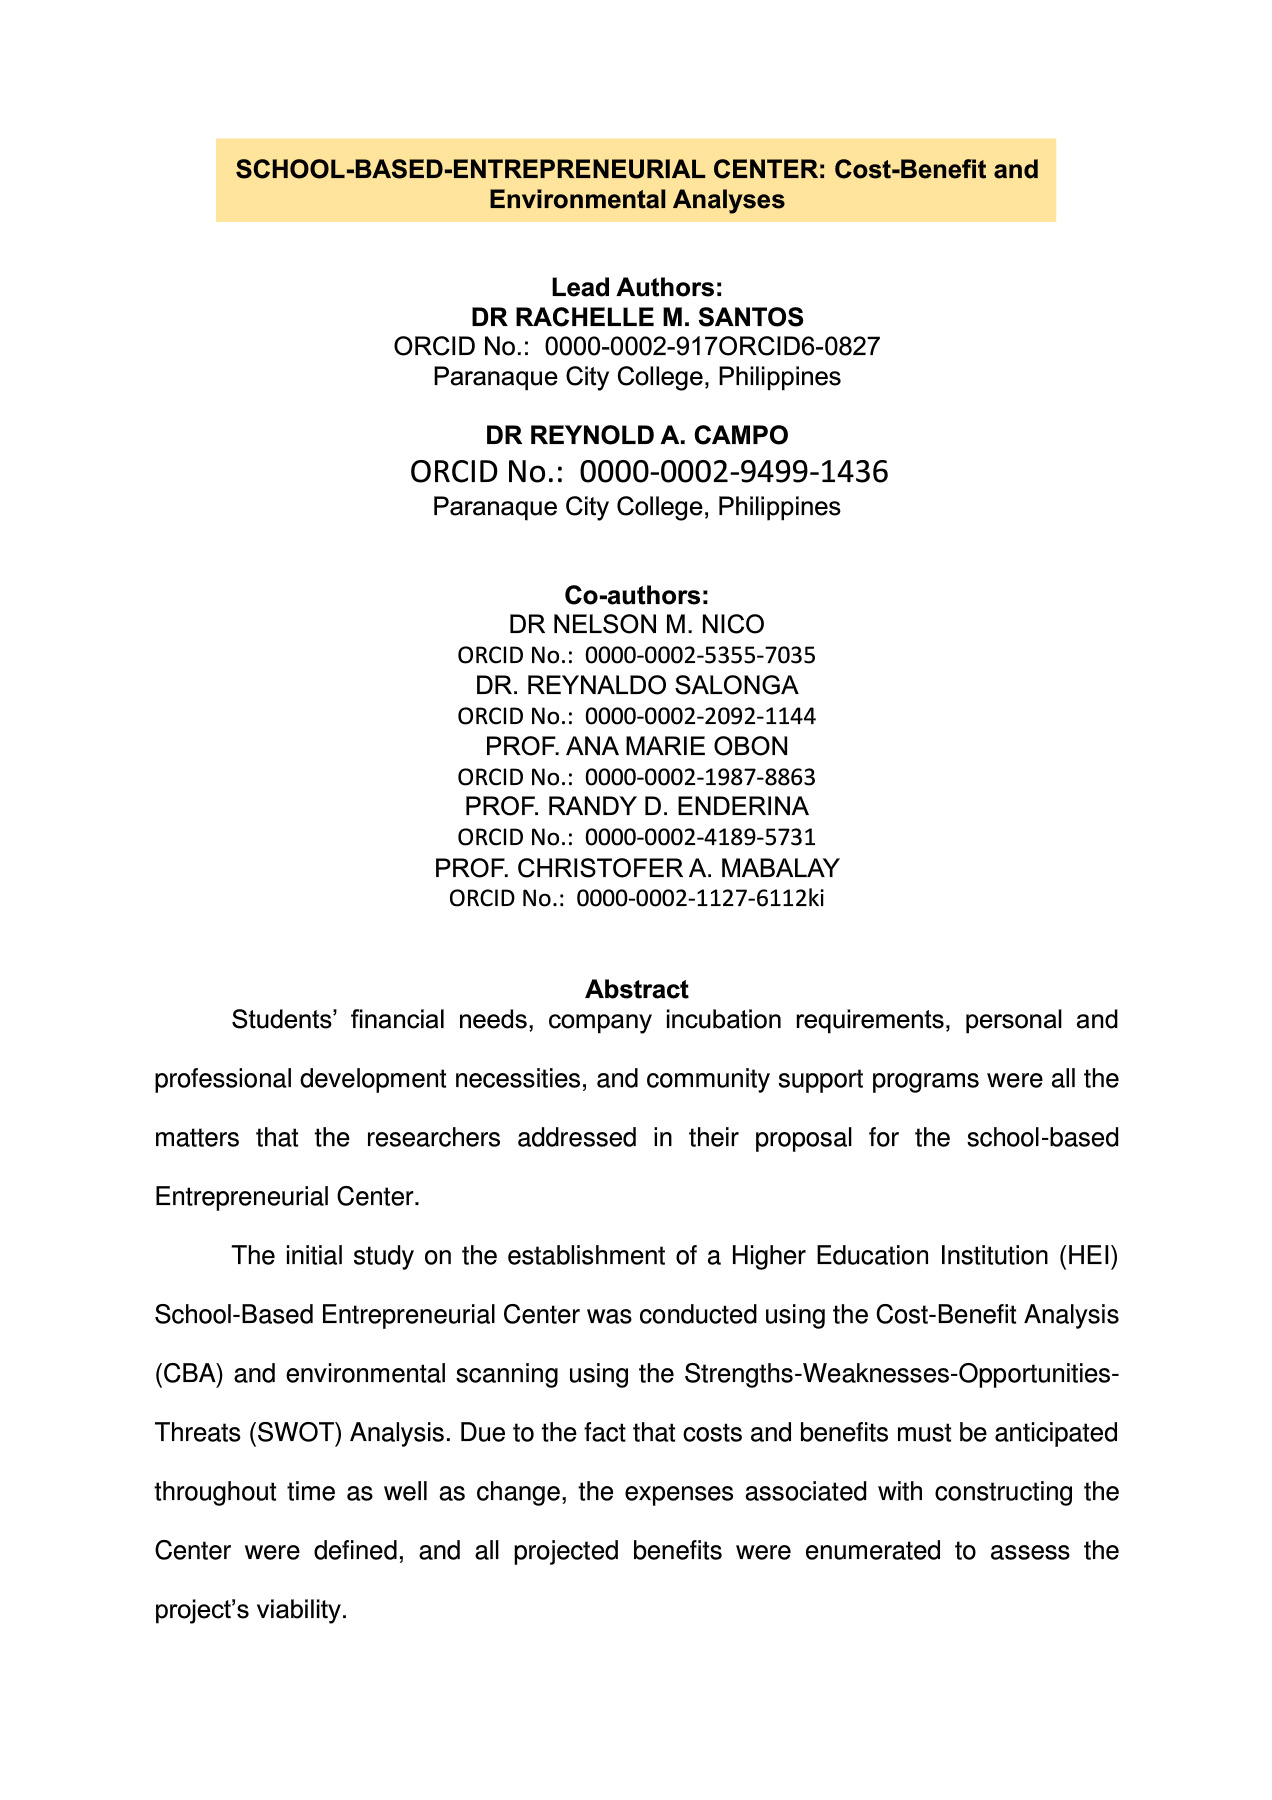 SCHOOL-BASED-ENTREPRENEURIAL CENTER: Cost-Benefit and
Environmental Analyses
Lead Authors:
DR RACHELLE M. SANTOS
ORCID No.: 0000-0002-917ORCID6-0827
Paranaque City College, Philippines
DR REYNOLD A. CAMPO
ORCID No.: 0000-0002-9499-1436
Paranaque City College, Philippines
Co-authors:
DR NELSON M. NICO
ORCID No.: 0000-0002-5355-7035
DR. REYNALDO SALONGA
ORCID No.: 0000-0002-2092-1144
PROF. ANA MARIE OBON
ORCID No.: 0000-0002-1987-8863
PROF. RANDY D. ENDERINA
ORCID No.: 0000-0002-4189-5731
PROF. CHRISTOFER A. MABALAY
ORCID No.: 0000-0002-1127-6112ki
Abstract
Students’ financial needs, company incubation requirements, personal and
professional development necessities, and community support programs were all the
matters that the researchers addressed in their proposal for the school-based
Entrepreneurial Center.
The initial study on the establishment of a Higher Education Institution (HEI)
School-Based Entrepreneurial Center was conducted using the Cost-Benefit Analysis
(CBA) and environmental scanning using the Strengths-Weaknesses-Opportunities-
Threats (SWOT) Analysis. Due to the fact that costs and benefits must be anticipated
throughout time as well as change, the expenses associated with constructing the
Center were defined, and all projected benefits were enumerated to assess the
project’s viability.